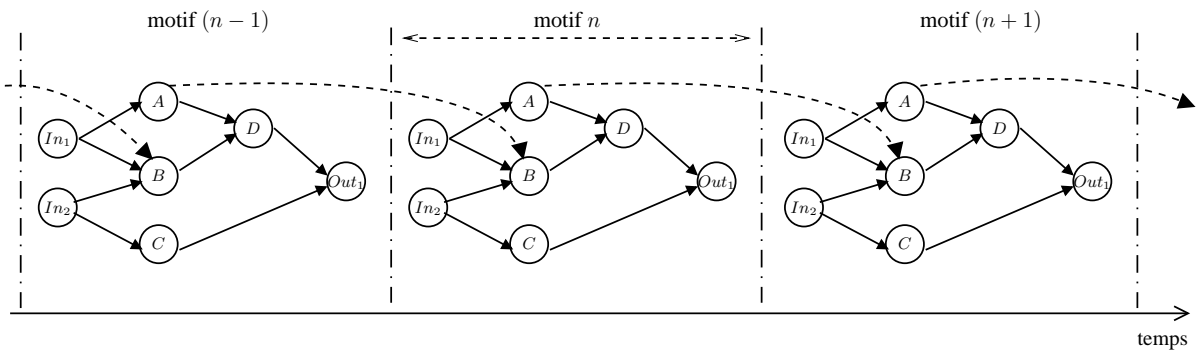 motif (n − 1) motif n motif (n + 1)
A A A
D D D
In₁ In₁ In₁
B B B
Out₁ Out₁ Out₁
In₂ In₂ In₂
C C C
temps